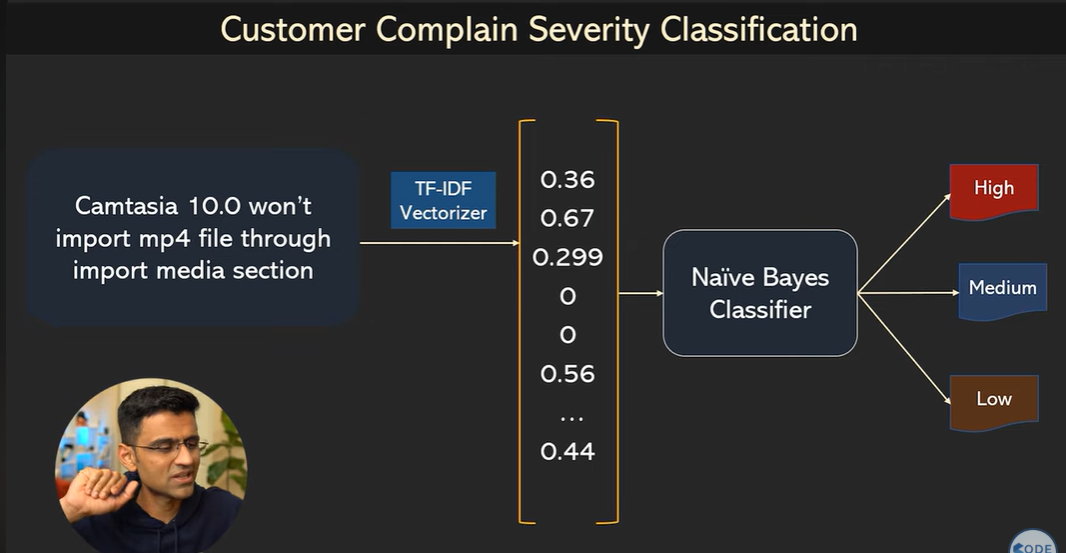 Customer Complain Severity Classification
Camtasia 10.0 won't
import mp4 file through
import media section
TF-IDF
Vectorizer
0.36
0.67
0.299
0
0
0.56
...
0.44
Naïve Bayes
Classifier
High
Medium
Low
CODE